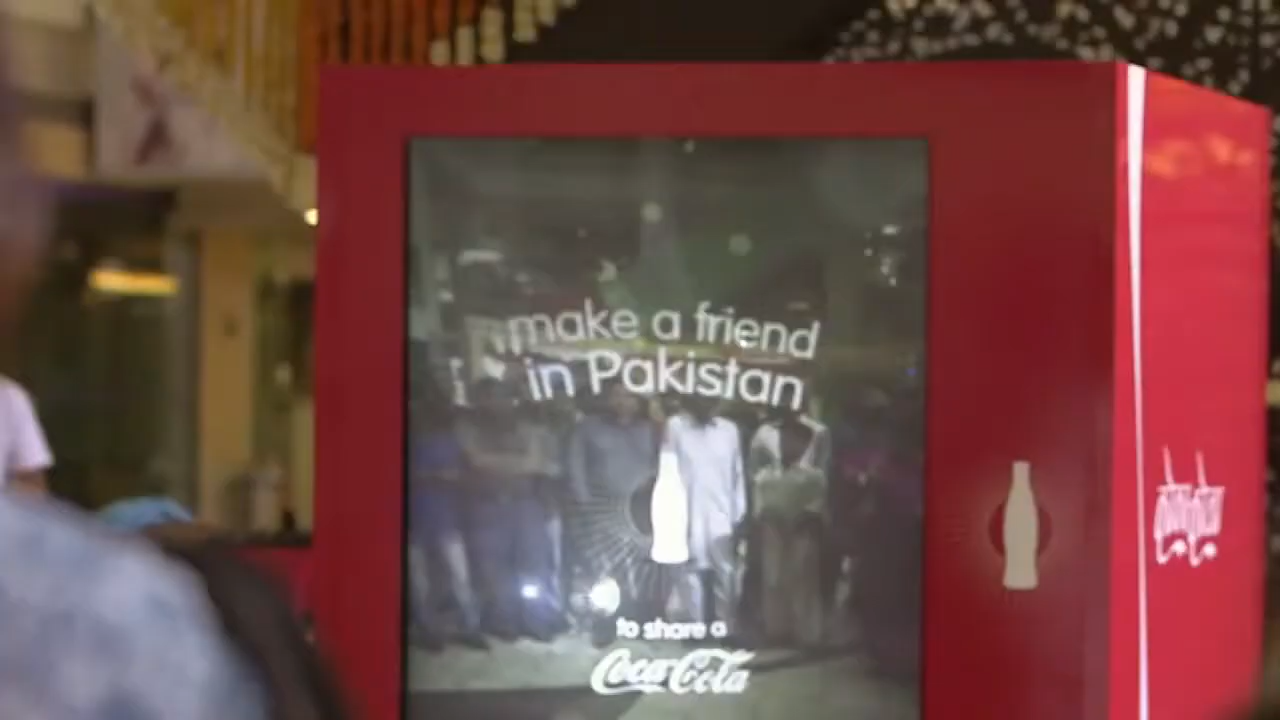 make a friend
in Pakistan
to share a
Coca-Cola